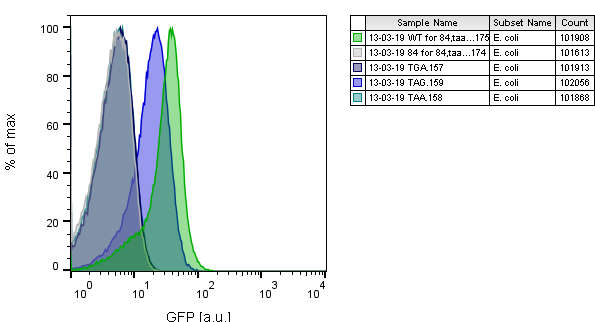 100
80
60
40
20
0
% of max
10^0 10^1 10^2 10^3 10^4
GFP [a.u.]
Sample Name Subset Name Count
13-03-19 WT for 84,taa...175 E. coli 101908
13-03-19 84 for 84,taa...174 E. coli 101613
13-03-19 TGA.157 E. coli 101913
13-03-19 TAG.159 E. coli 102056
13-03-19 TAA.158 E. coli 101868